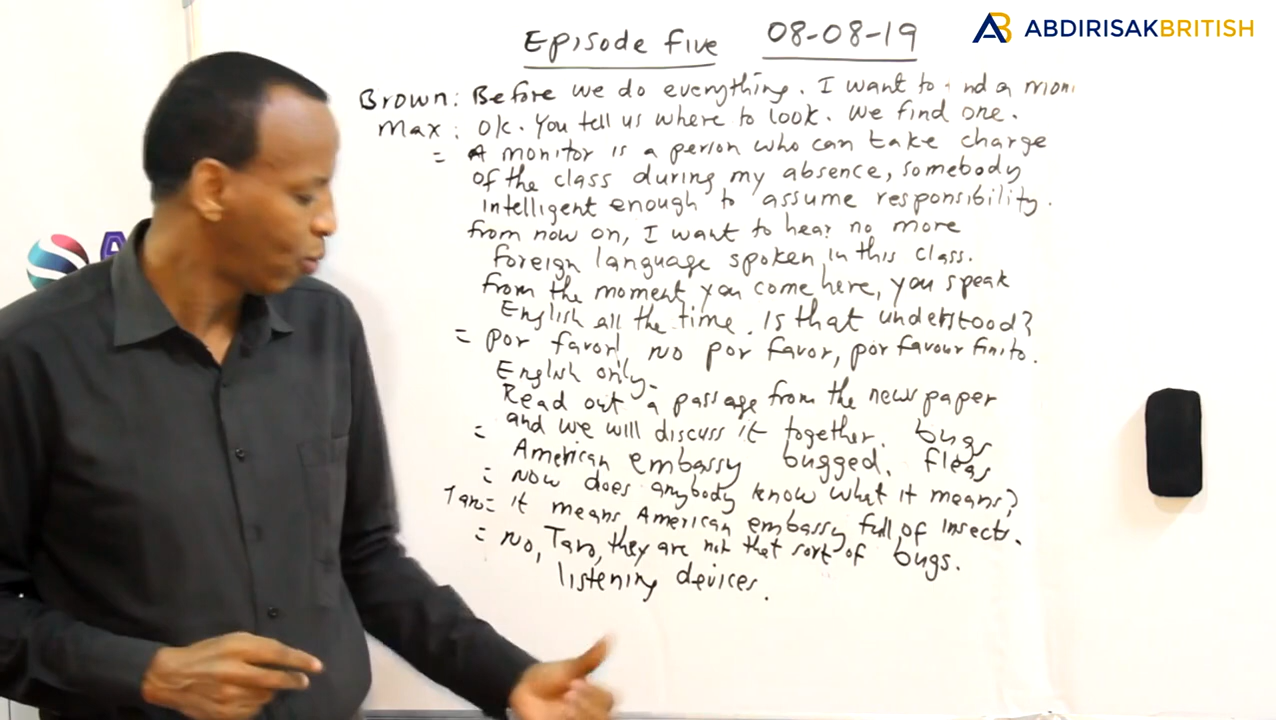 ABDIRISAKBRITISH
Episode five 08-08-19
Brown: Before we do everything. I want to nd a moni
Max: Ok. You tell us where to look. We find one.
= A monitor is a person who can take charge
of the class during my absence, somebody
intelligent enough to assume responsibility.
from now on, I want to hear no more
foreign language spoken in this class.
from the moment you come here, you speak
English all the time. Is that understood?
= Por favor! no por favor, por favour finito.
English only.
Read out a passage from the newspaper
= and we will discuss it together. bugs
American embassy bugged. fleas
= now does anybody know what it means?
Taro= it means American embassy full of insects.
= no, Taro, they are not that sort of bugs.
listening devices.